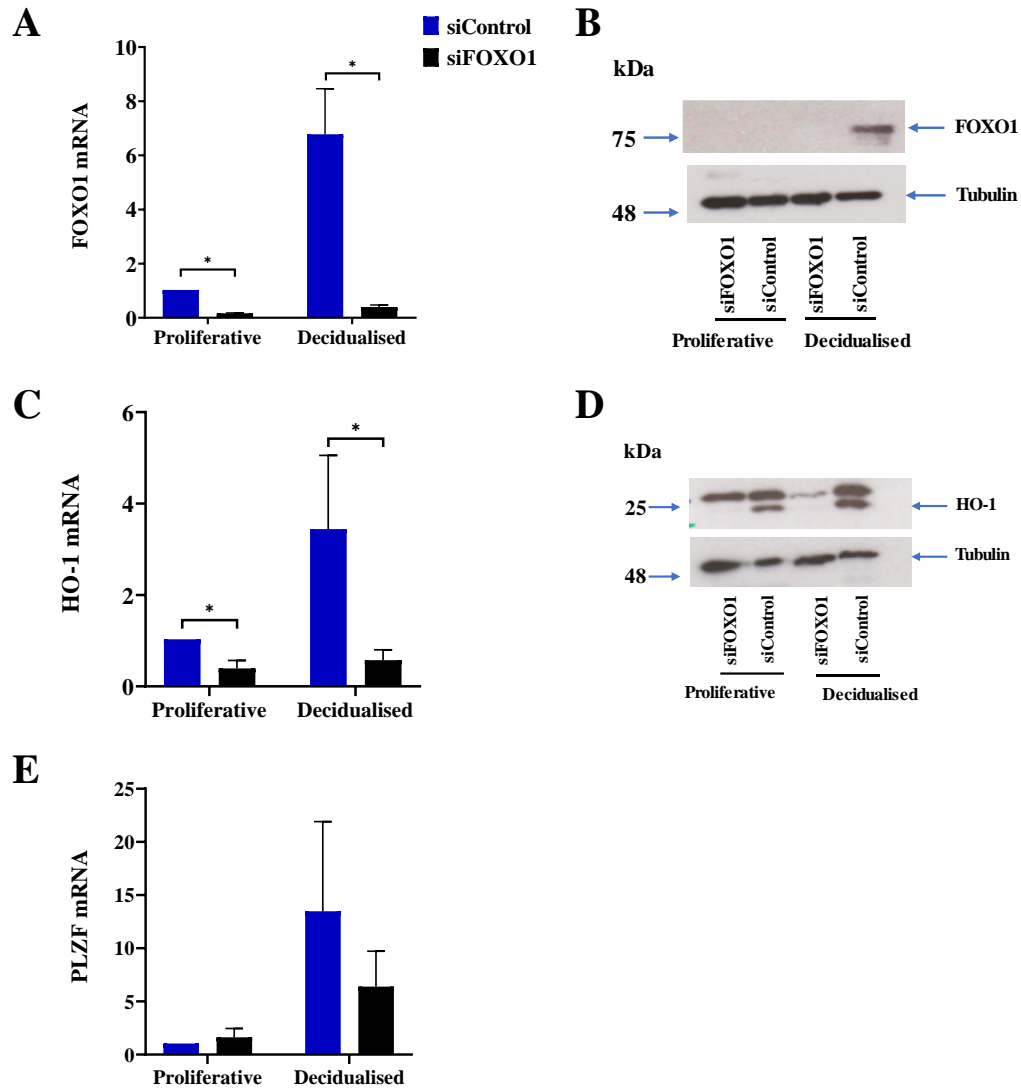 A
siControl
siFOXO1
FOXO1 mRNA
10
8
6
4
2
0
*
*
Proliferative
Decidualised
B
kDa
75
FOXO1
48
Tubulin
siFOXO1
siControl
siFOXO1
siControl
Proliferative
Decidualised
C
HO-1 mRNA
6
4
2
0
*
*
Proliferative
Decidualised
D
kDa
25
HO-1
48
Tubulin
siFOXO1
siControl
siFOXO1
siControl
Proliferative
Decidualised
E
PLZF mRNA
25
20
15
10
5
0
Proliferative
Decidualised